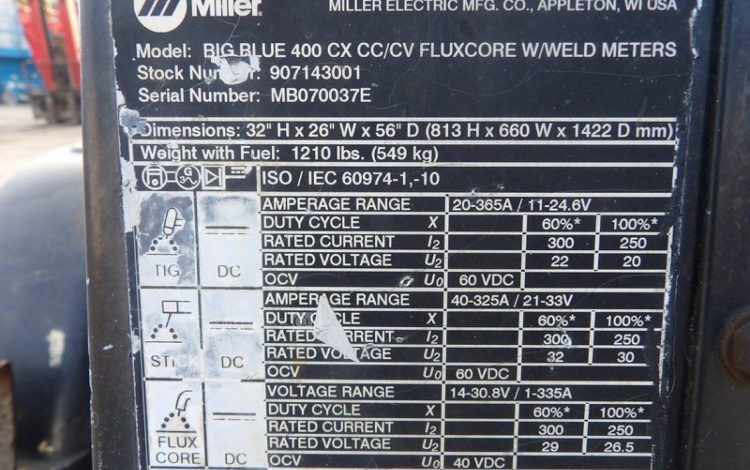 Miller. MILLER ELECTRIC MFG. CO., APPLETON, WI USA
Model: BIG BLUE 400 CX CC/CV FLUXCORE W/WELD METERS
Stock Number: 907143001
Serial Number: MB070037E
Dimensions: 32" H x 26" W x 56" D (813 H x 660 W x 1422 D mm)
Weight with Fuel: 1210 lbs. (549 kg)
G 3 ISO / IEC 60974-1,-10
AMPERAGE RANGE 20-365A / 11-24.6V
DUTY CYCLE X 60%* 100%*
RATED CURRENT I2 300 250
RATED VOLTAGE U2 22 20
TIG DC OCV U0 60 VDC
AMPERAGE RANGE 40-325A / 21-33V
DUTY CYCLE X 60%* 100%*
RATED CURRENT I2 300 250
RATED VOLTAGE U2 32 30
STICK DC OCV U0 60 VDC
VOLTAGE RANGE 14-30.8V / 1-335A
DUTY CYCLE X 60%* 100%*
RATED CURRENT I2 300 250
FLUX RATED VOLTAGE U2 29 26.5
CORE DC OCV U0 40 VDC